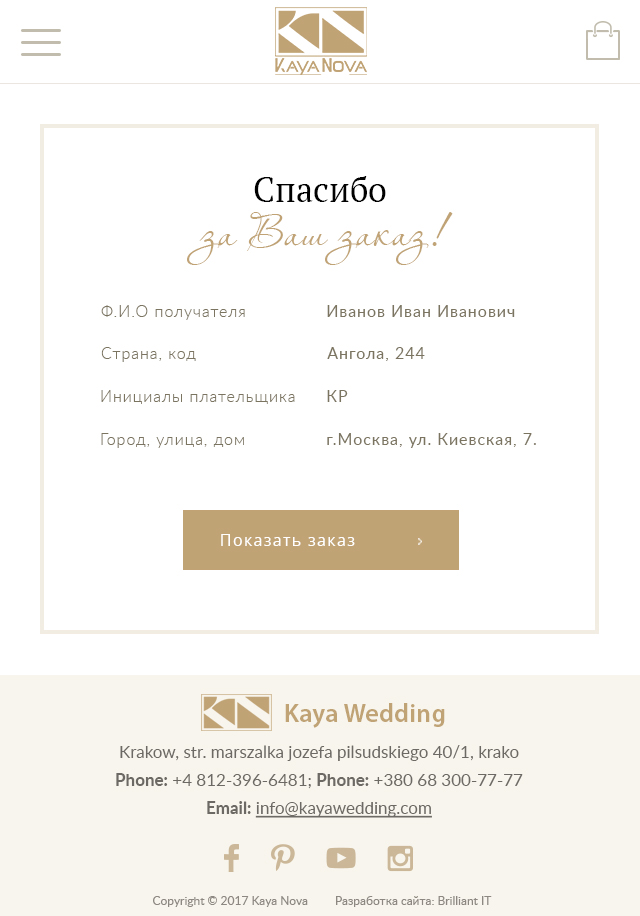 Kaya Nova
Спасибо
за Ваш заказ!
Ф.И.О получателя Иванов Иван Иванович
Страна, код Ангола, 244
Инициалы плательщика КР
Город, улица, дом г.Москва, ул. Киевская, 7.
Показать заказ
Kaya Wedding
Krakow, str. marszalka jozefa pilsudskiego 40/1, krako
Phone: +4 812-396-6481; Phone: +380 68 300-77-77
Email: info@kayawedding.com
Copyright © 2017 Kaya Nova Разработка сайта: Brilliant IT